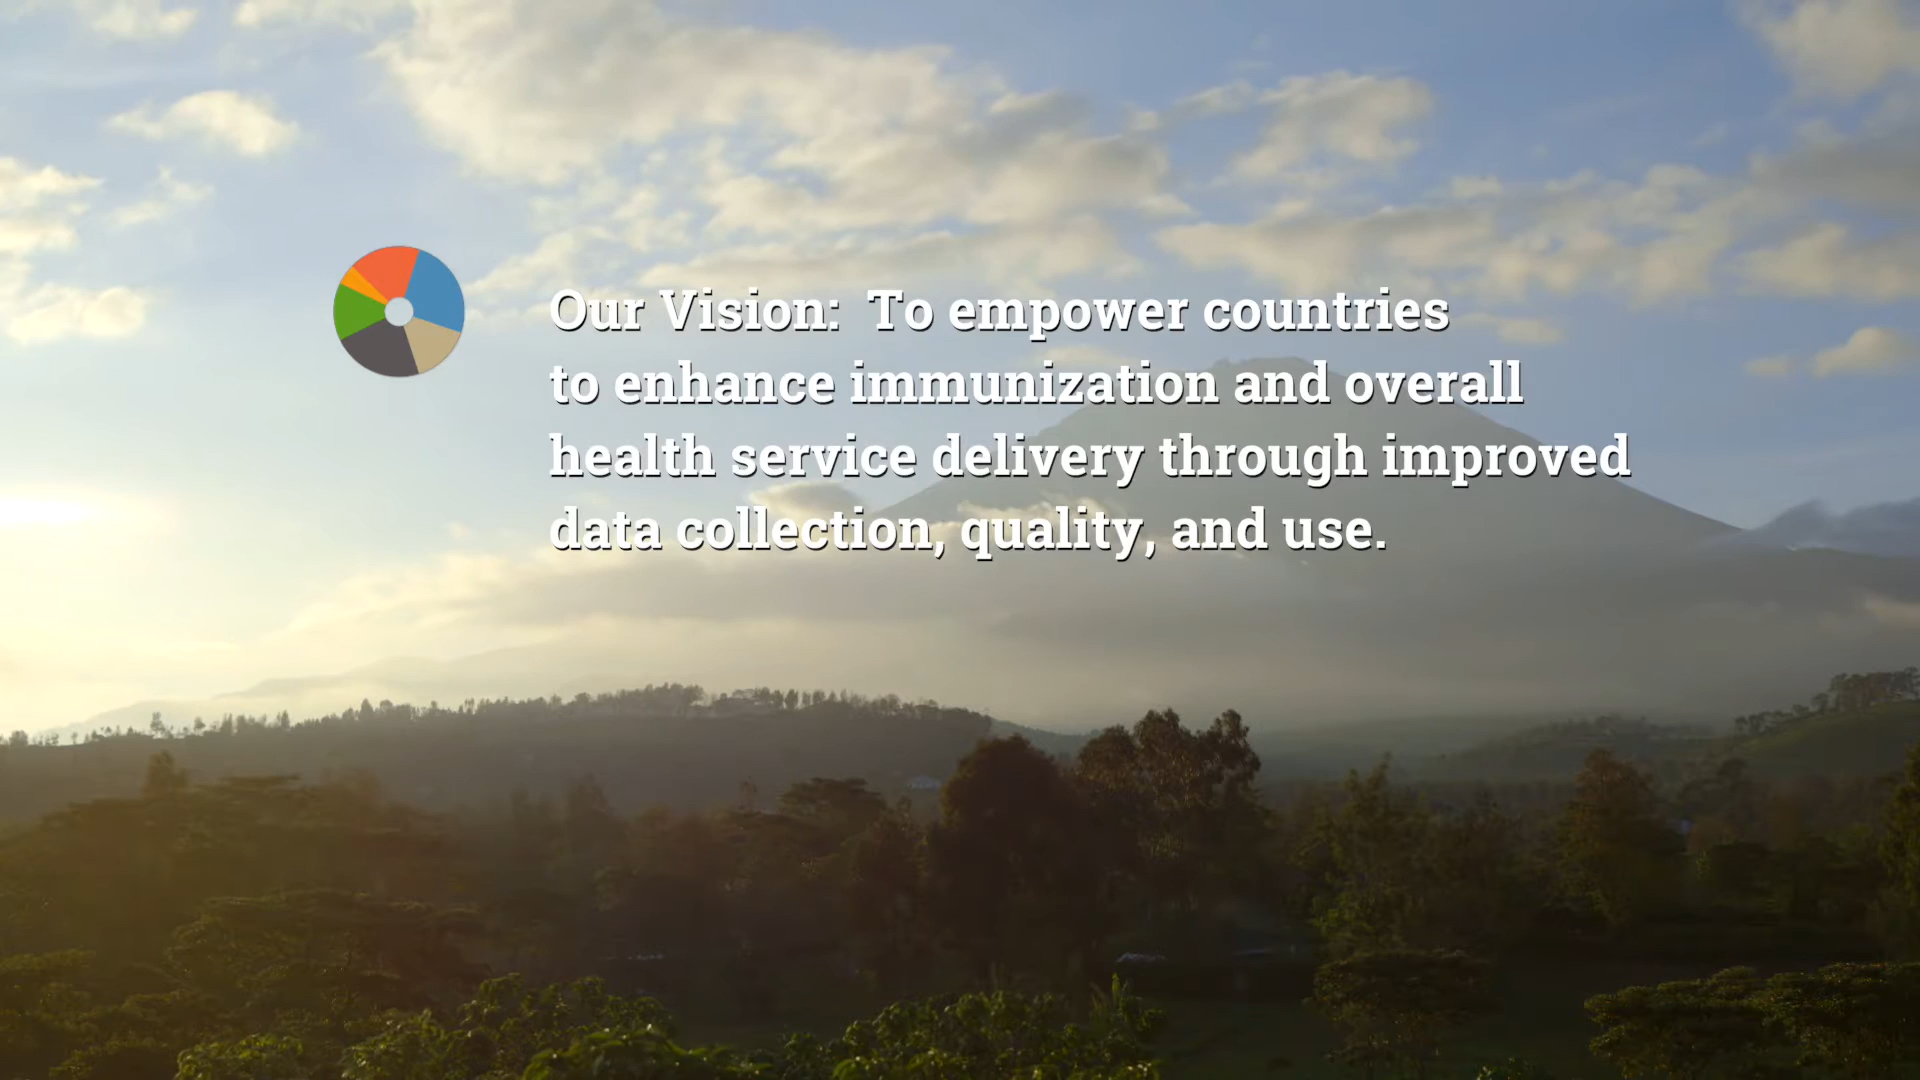 Our Vision: To empower countries
to enhance immunization and overall
health service delivery through improved
data collection, quality, and use.